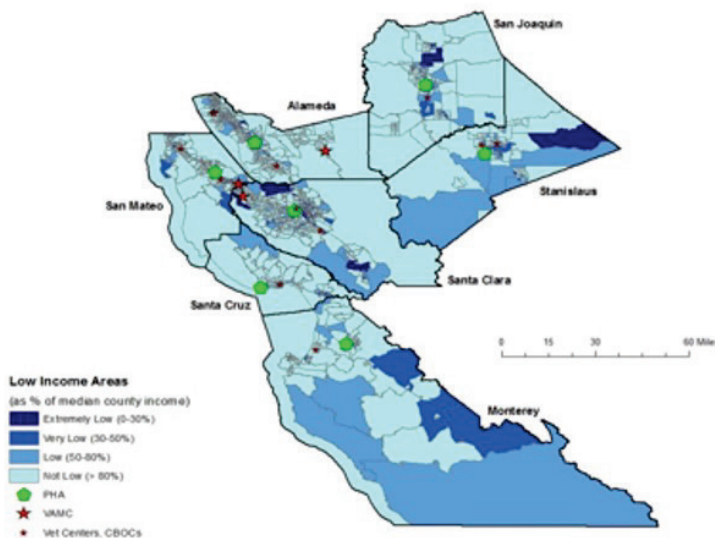 San Joaquin
Alameda
San Mateo
Stanislaus
Santa Clara
Santa Cruz
0 15 30 60 Mile
Monterey
Low Income Areas
(as % of median county income)
Extremely Low (0-30%)
Very Low (30-50%)
Low (50-80%)
Not Low (> 80%)
PHA
VAMC
Vet Centers, CBOCs